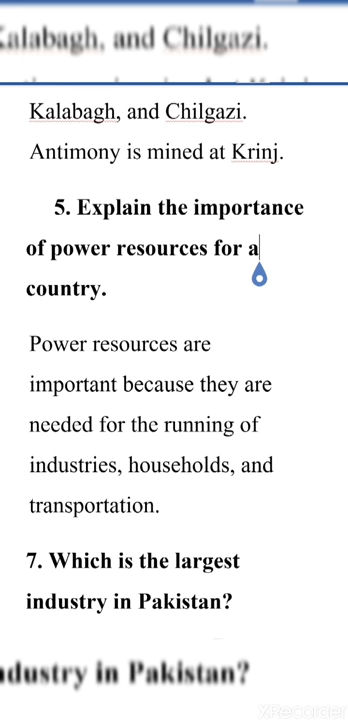 Kalabagh, and Chilgazi.
Kalabagh, and Chilgazi.
Antimony is mined at Krinj.
5. Explain the importance
of power resources for a
country.
Power resources are
important because they are
needed for the running of
industries, households, and
transportation.
7. Which is the largest
industry in Pakistan?
ndustry in Pakistan?
XRecorder